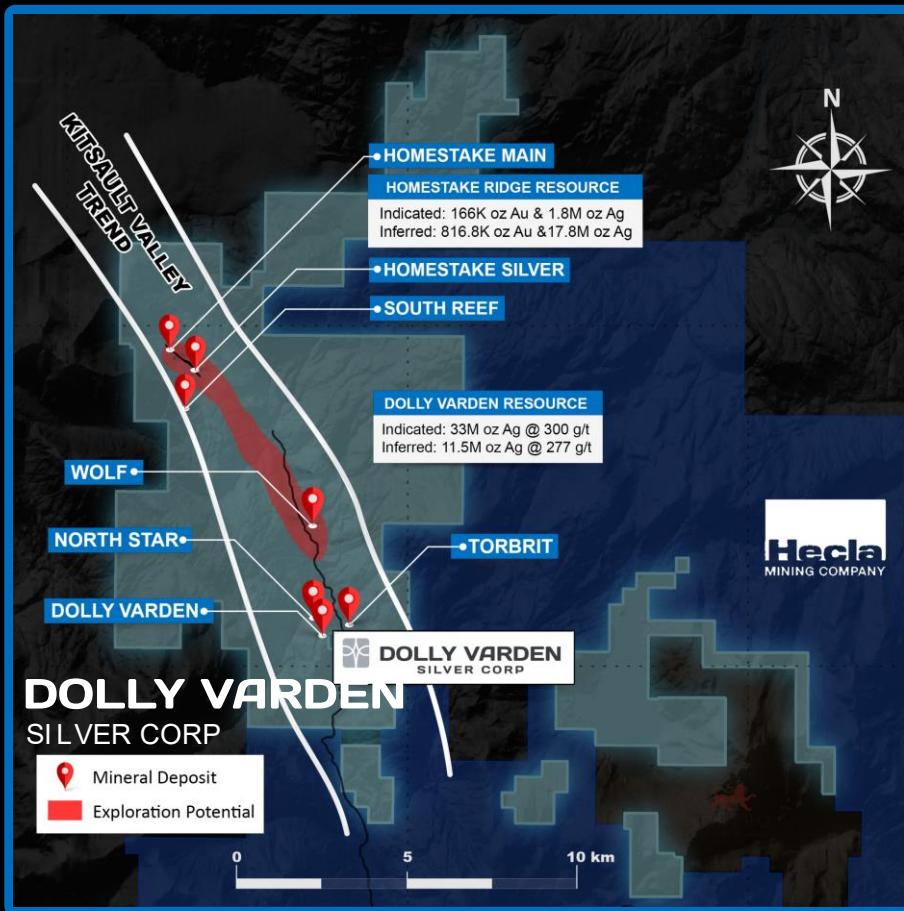 N
KITSAULT VALLEY
TREND
HOMESTAKE MAIN
HOMESTAKE RIDGE RESOURCE
Indicated: 166K oz Au & 1.8M oz Ag
Inferred: 816.8K oz Au &17.8M oz Ag
HOMESTAKE SILVER
SOUTH REEF
DOLLY VARDEN RESOURCE
Indicated: 33M oz Ag @ 300 g/t
Inferred: 11.5M oz Ag @ 277 g/t
WOLF
NORTH STAR
TORBRIT
Hecla
MINING COMPANY
DOLLY VARDEN
DOLLY VARDEN
SILVER CORP
DOLLY VARDEN
SILVER CORP
Mineral Deposit
Exploration Potential
0 5 10 km